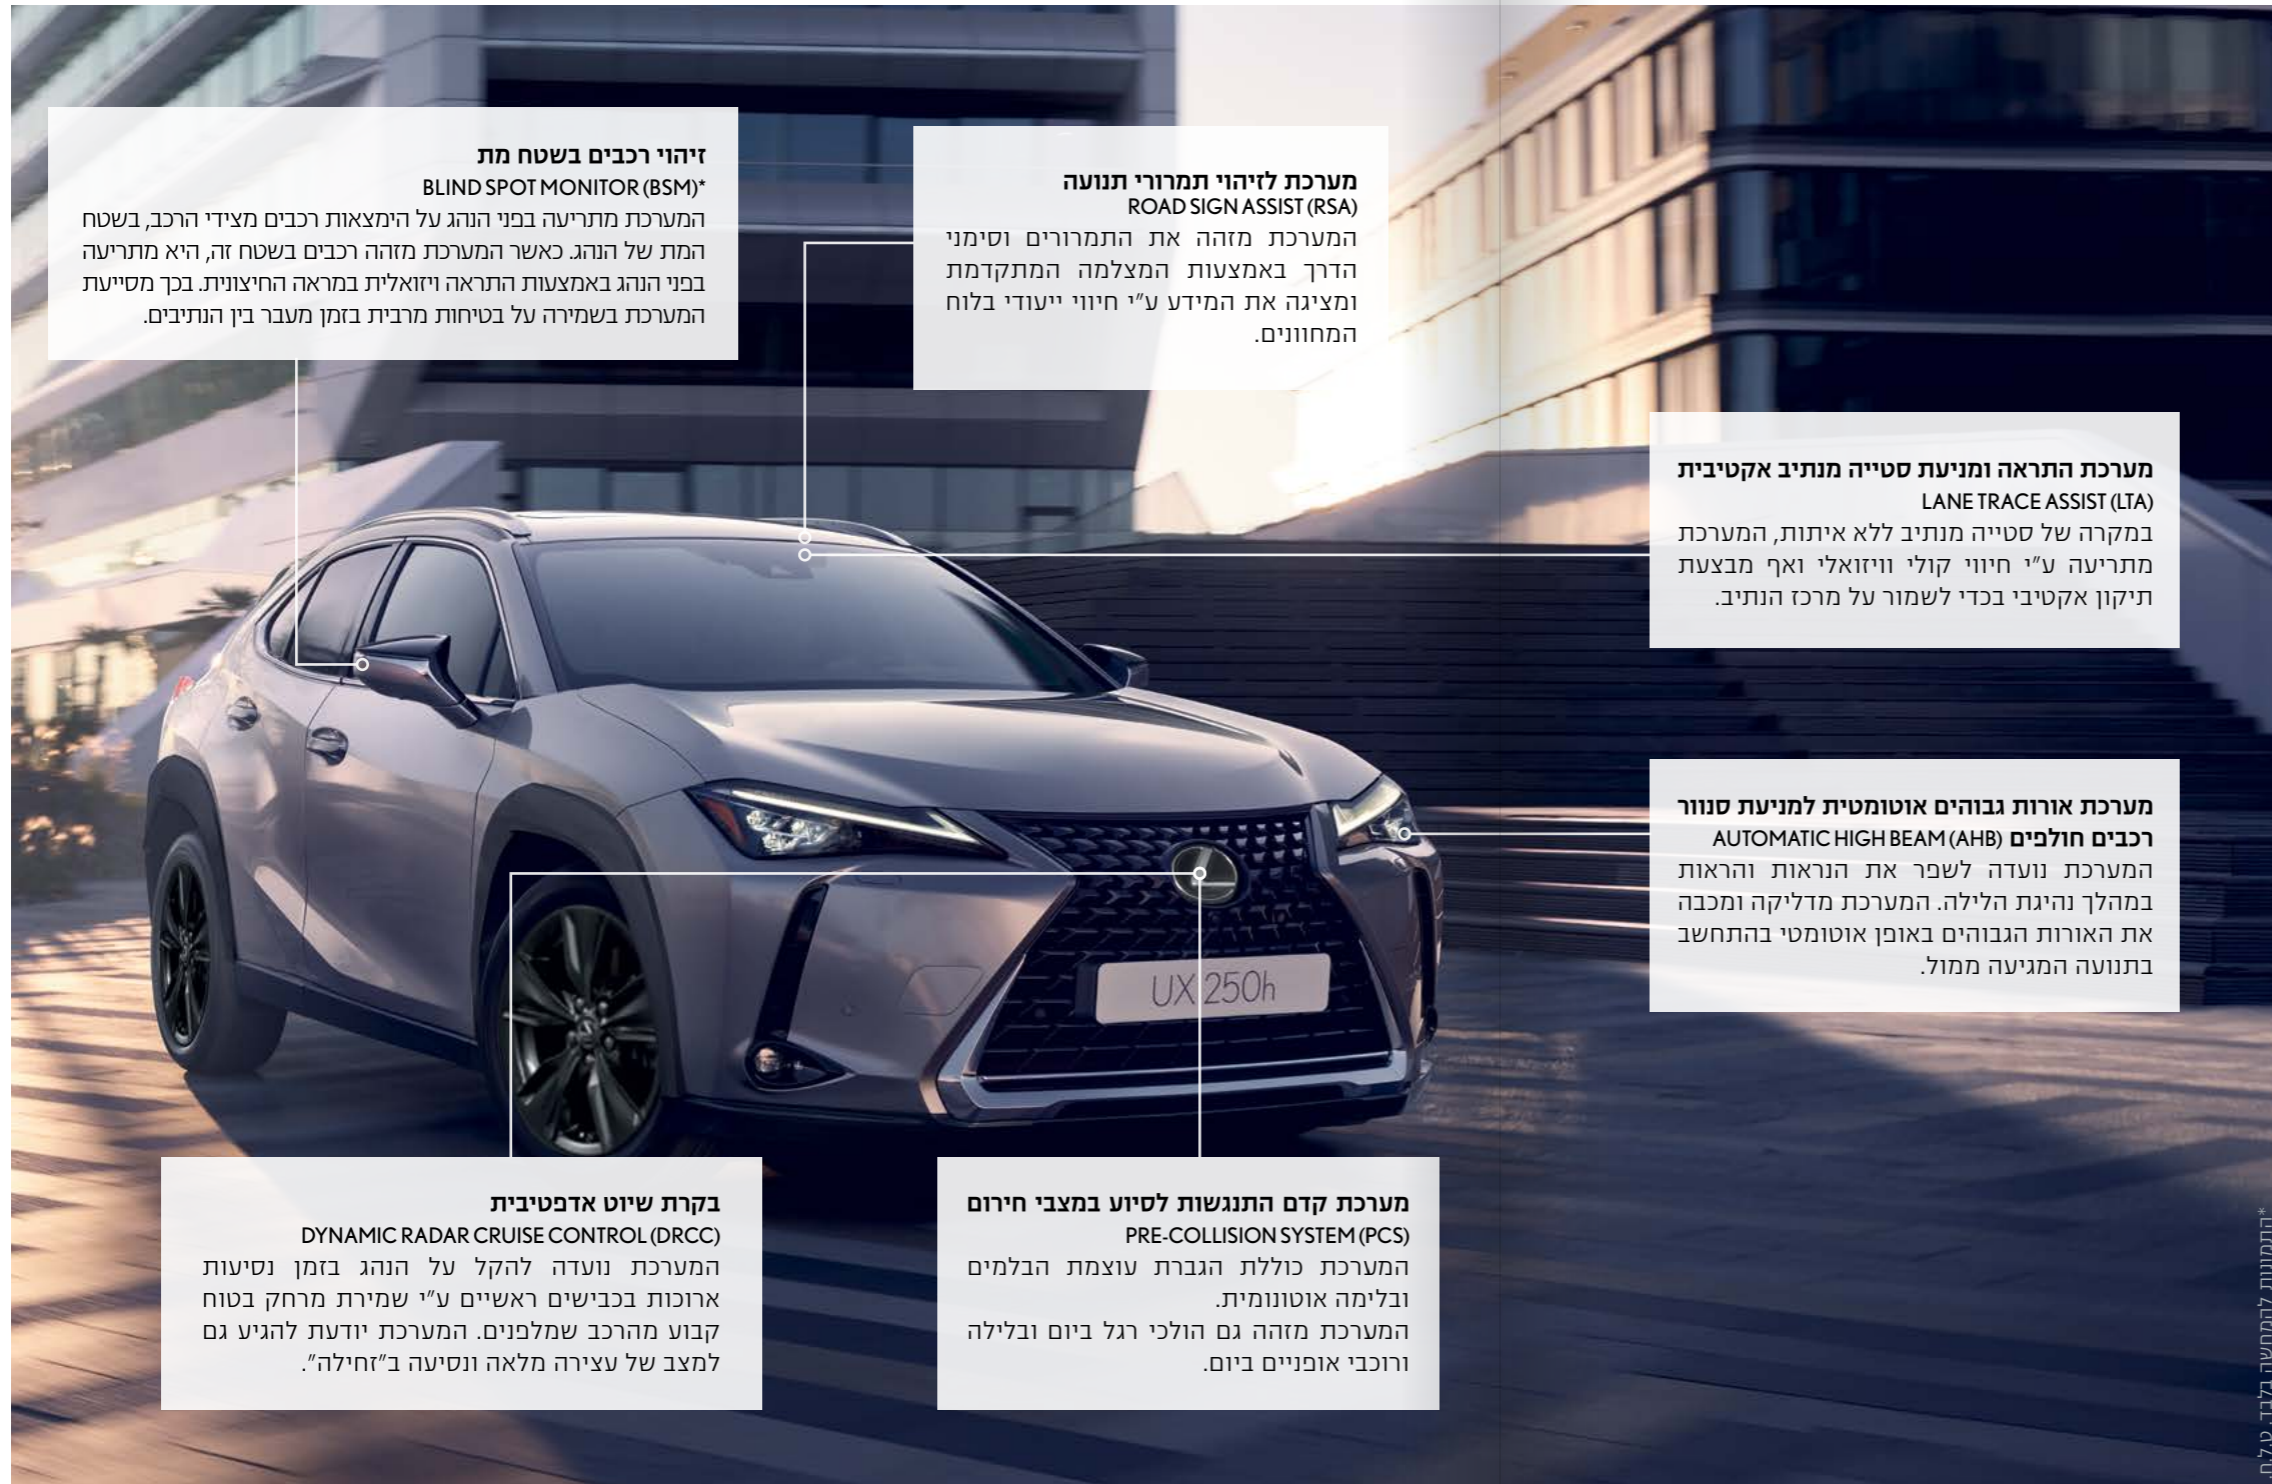 זיהוי רכבים בשטח מת
BLIND SPOT MONITOR (BSM)*
המערכת מתריעה בפני הנהג על הימצאות רכבים מצידי הרכב, בשטח
המת של הנהג. כאשר המערכת מזהה רכבים בשטח זה, היא מתריעה
בפני הנהג באמצעות התראה ויזואלית במראה החיצונית. בכך מסייעת
המערכת בשמירה על בטיחות מרבית בזמן מעבר בין הנתיבים.
מערכת לזיהוי תמרורי תנועה
ROAD SIGN ASSIST (RSA)
המערכת מזהה את התמרורים וסימני
הדרך באמצעות המצלמה המתקדמת
ומציגה את המידע ע״י חיווי ייעודי בלוח
המחוונים.
מערכת התראה ומניעת סטייה מנתיב אקטיבית
LANE TRACE ASSIST (LTA)
במקרה של סטייה מנתיב ללא איתות, המערכת
מתריעה ע״י חיווי קולי וויזואלי ואף מבצעת
תיקון אקטיבי בכדי לשמור על מרכז הנתיב.
מערכת אורות גבוהים אוטומטית למניעת סנוור
רכבים חולפים AUTOMATIC HIGH BEAM (AHB)
המערכת נועדה לשפר את הנראות והראות
במהלך נהיגת הלילה. המערכת מדליקה ומכבה
את האורות הגבוהים באופן אוטומטי בהתחשב
בתנועה המגיעה ממול.
UX 250h
מערכת קדם התנגשות לסיוע במצבי חירום
PRE-COLLISION SYSTEM (PCS)
המערכת כוללת הגברת עוצמת הבלמים
ובלימה אוטונומית.
המערכת מזהה גם הולכי רגל ביום ובלילה
ורוכבי אופניים ביום.
בקרת שיוט אדפטיבית
DYNAMIC RADAR CRUISE CONTROL (DRCC)
המערכת נועדה להקל על הנהג בזמן נסיעות
ארוכות בכבישים ראשיים ע״י שמירת מרחק בטוח
קבוע מהרכב שמלפנים. המערכת יודעת להגיע גם
למצב של עצירה מלאה ונסיעה ב״זחילה״.
*התמונות להמחשה בלבד. ט.ל.ח.